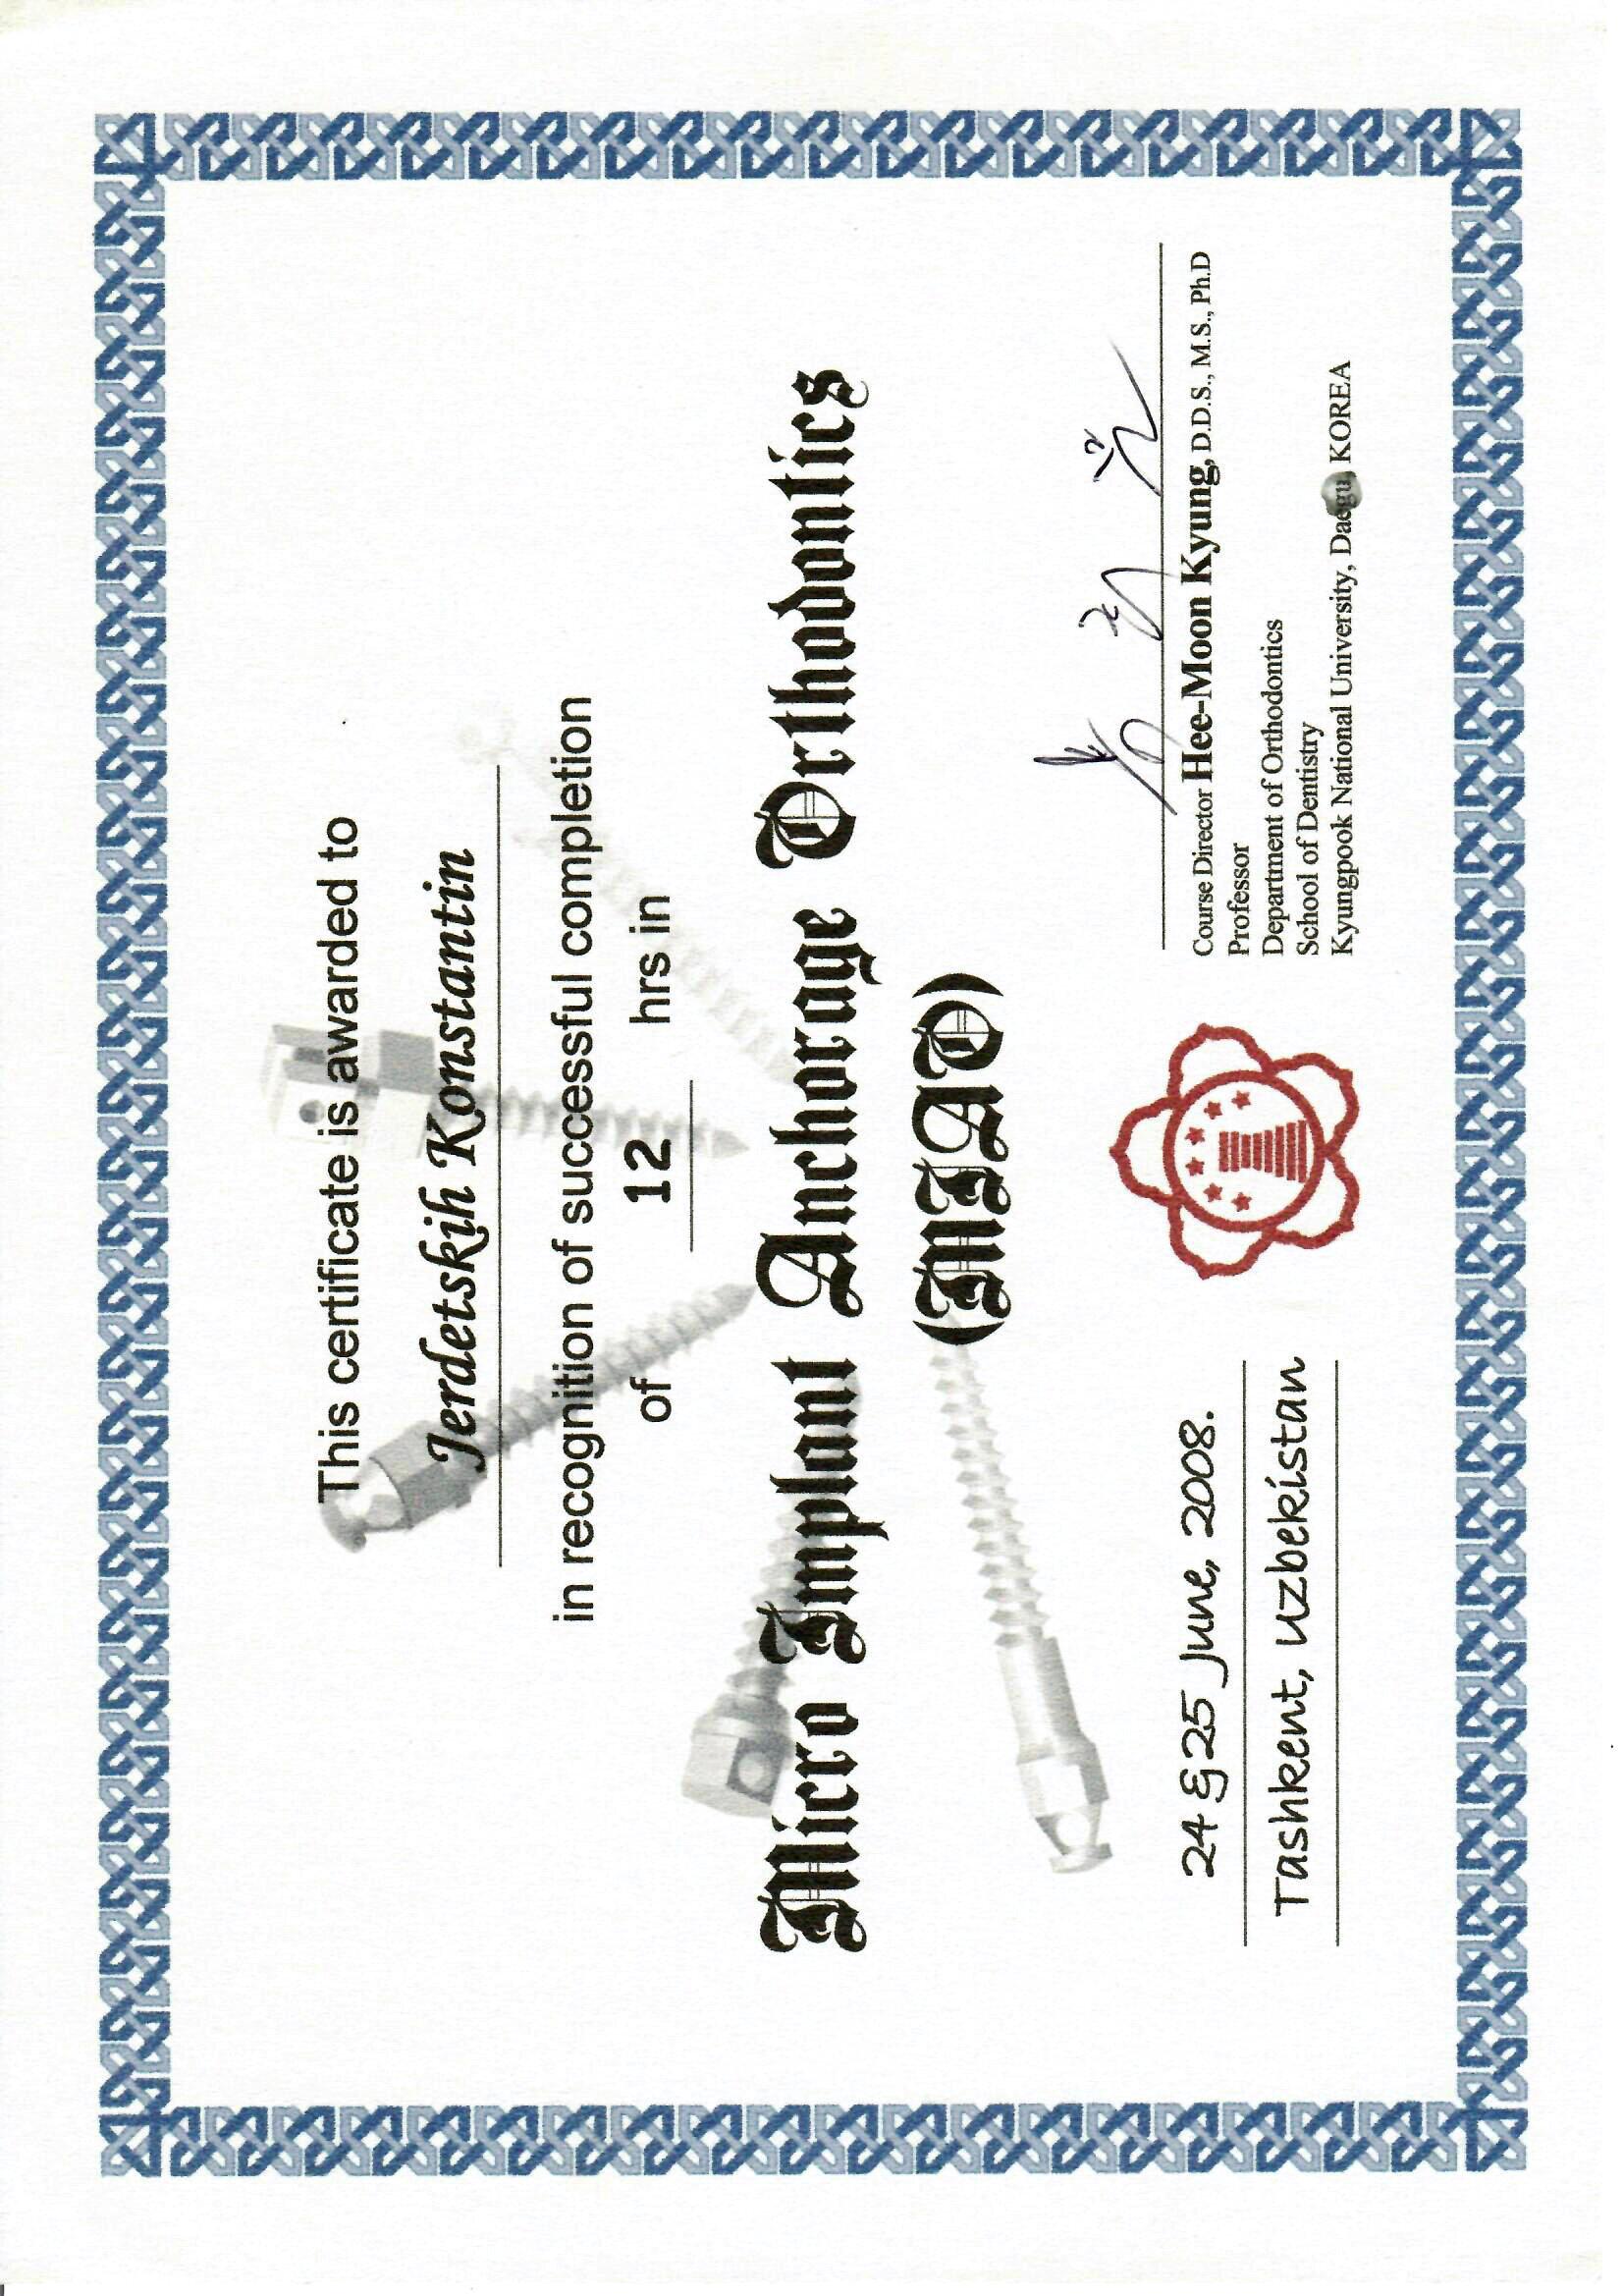 This certificate is awarded to
Jerdetskih Konstantin
in recognition of successful completion
of 12 hrs in
Micro Implant Anchorage Orthodontics
(MIAO)
24 & 25 June, 2008.
Tashkent, Uzbekistan
Course Director Hee-Moon Kyung, D.D.S., M.S., Ph.D
Professor
Department of Orthodontics
School of Dentistry
Kyungpook National University, Daegu, KOREA